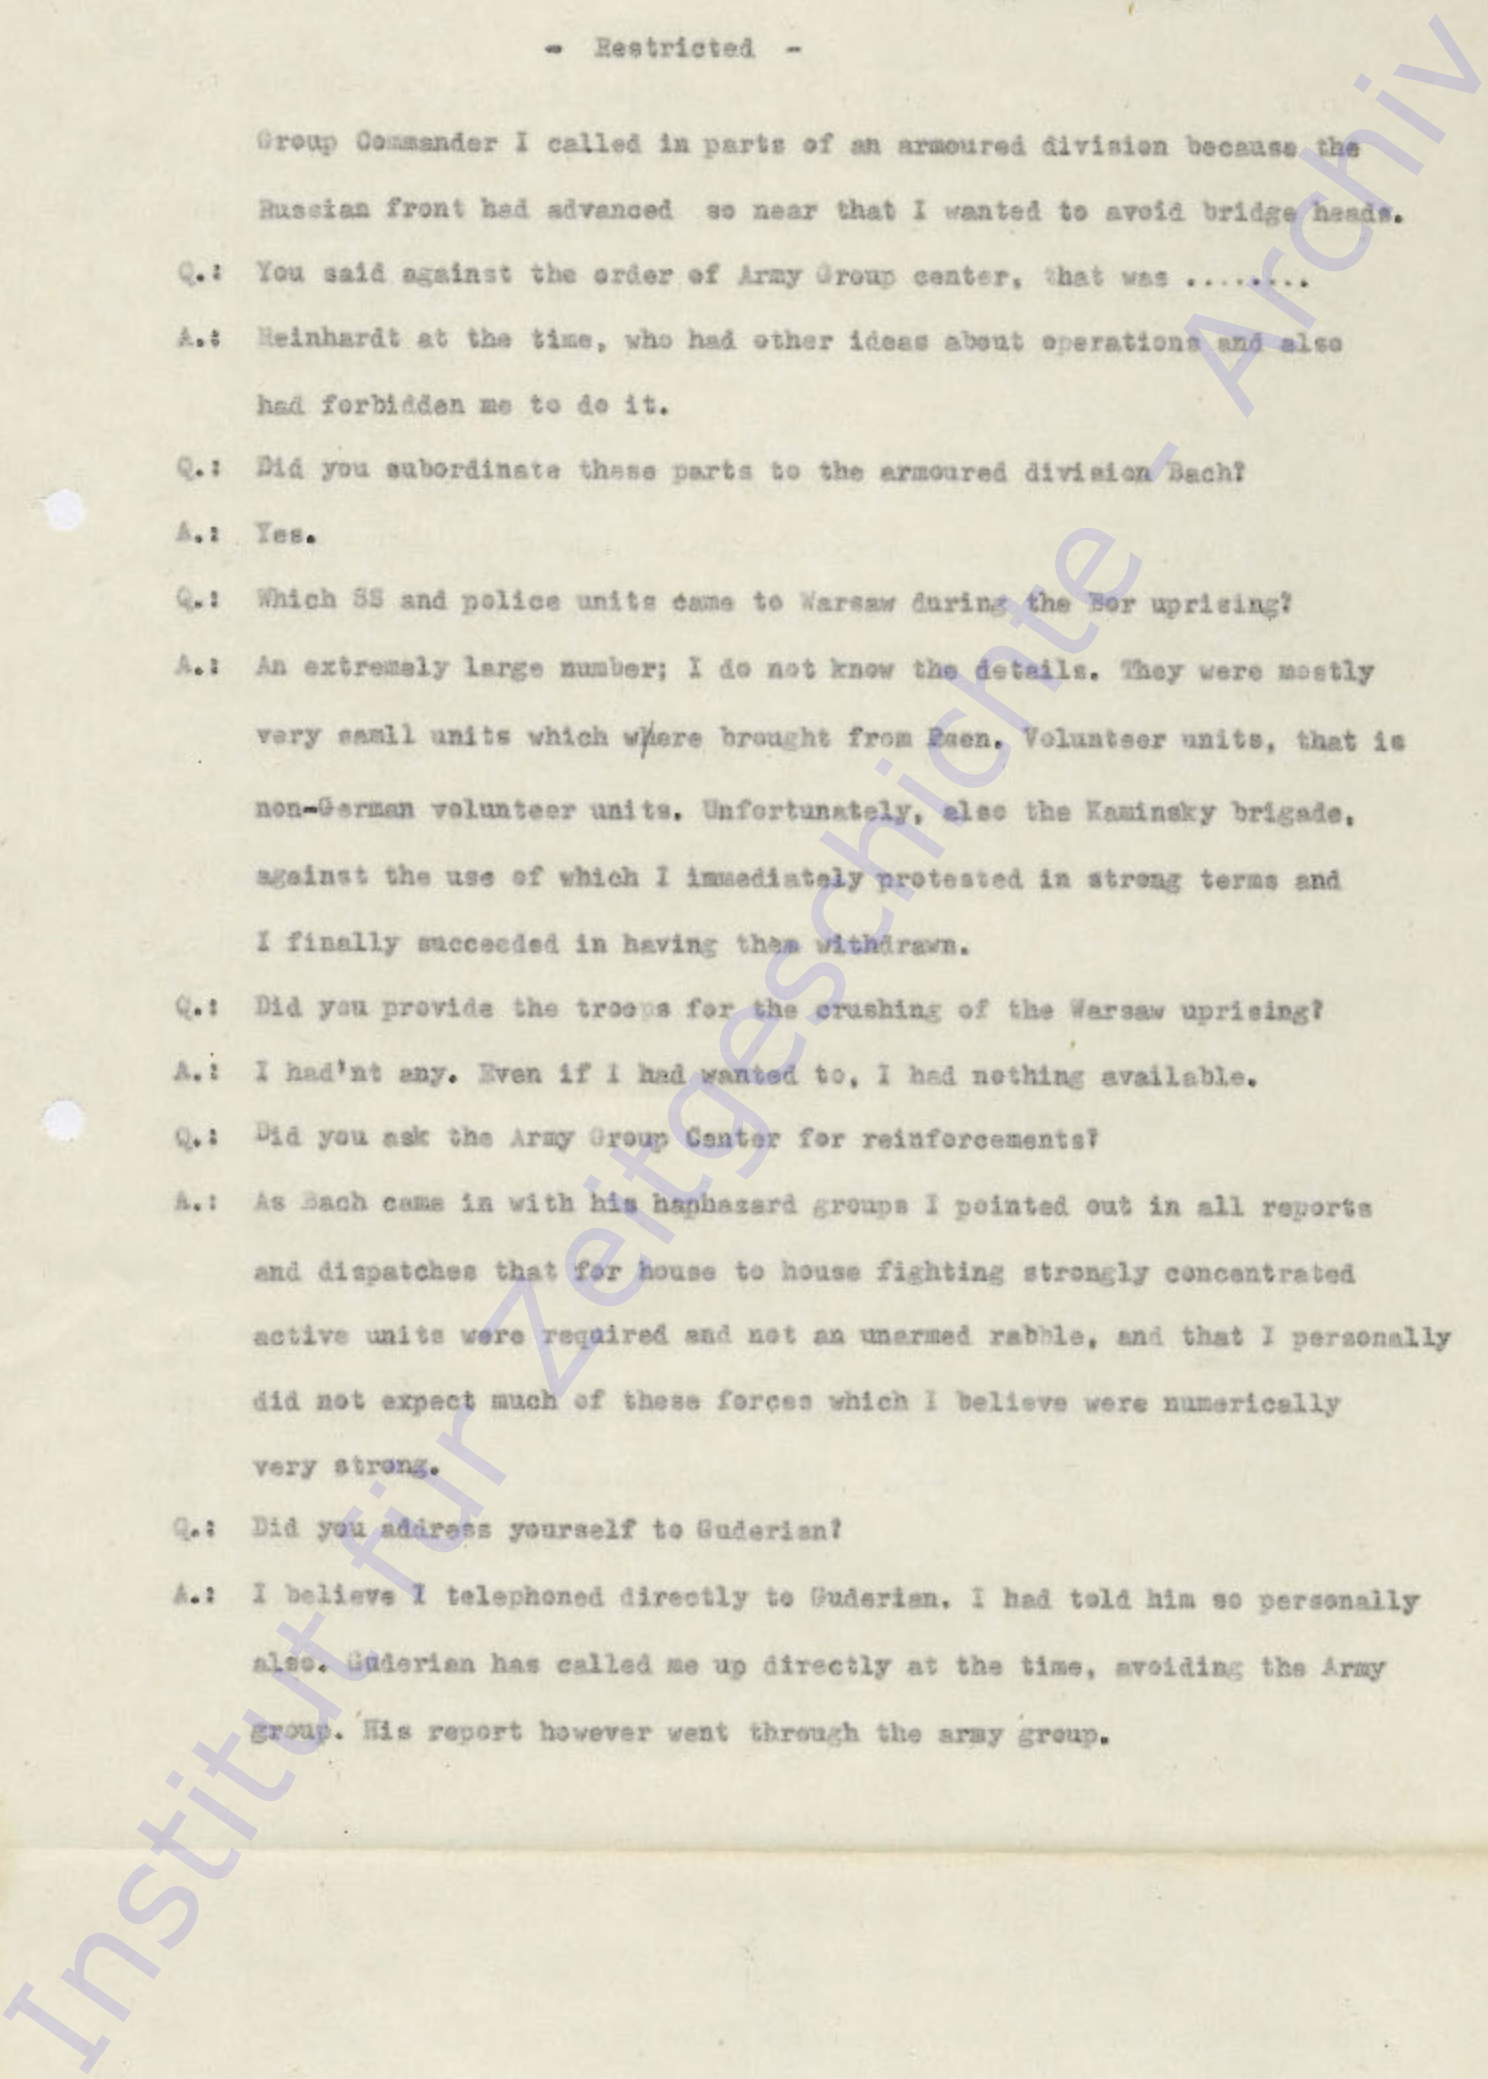 - Restricted -
Group Commander I called in parts of an armoured division because the
Russian front had advanced so near that I wanted to avoid bridge heads.
Q.: You said against the order of Army Group center, that was ........
A.: Reinhardt at the time, who had other ideas about operations and also
had forbidden me to do it.
Q.: Did you subordinate these parts to the armoured division Bach?
A.: Yes.
Q.: Which SS and police units came to Warsaw during the Bor uprising?
A.: An extremely large number; I do not know the details. They were mostly
very samll units which where brought from Psen. Volunteer units, that is
non-German volunteer units. Unfortunately, also the Kaminsky brigade,
against the use of which I immediately protested in strong terms and
I finally succeeded in having them withdrawn.
Q.: Did you provide the troops for the crushing of the Warsaw uprising?
A.: I had'nt any. Even if I had wanted to, I had nothing available.
Q.: Did you ask the Army Group Center for reinforcements?
A.: As Bach came in with his haphazard groups I pointed out in all reports
and dispatches that for house to house fighting strongly concentrated
active units were required and not an unarmed rabble, and that I personally
did not expect much of these forces which I believe were numerically
very strong.
Q.: Did you address yourself to Guderian?
A.: I believe I telephoned directly to Guderian. I had told him so personally
also. Guderian has called me up directly at the time, avoiding the Army
group. His report however went through the army group.
Institut für Zeitgeschichte - Archiv